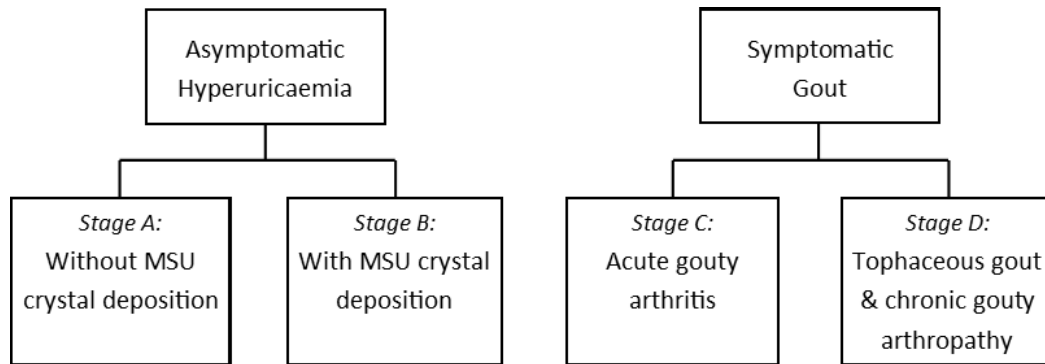 Asymptomatic
Hyperuricaemia
Symptomatic
Gout
Stage A:
Without MSU
crystal deposition
Stage B:
With MSU crystal
deposition
Stage C:
Acute gouty
arthritis
Stage D:
Tophaceous gout
& chronic gouty
arthropathy